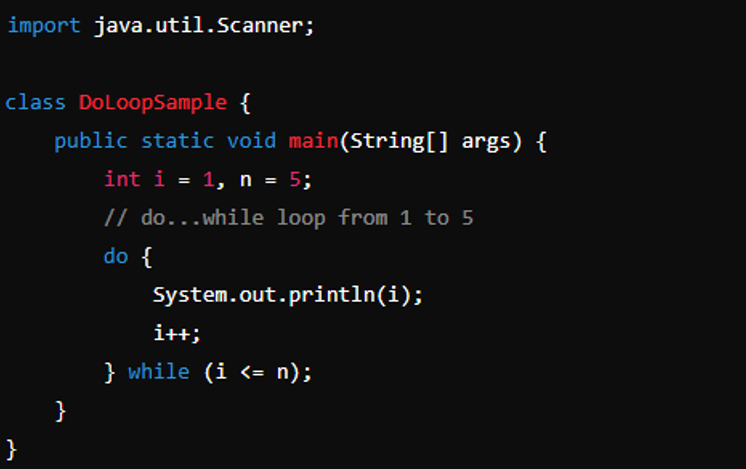 import java.util.Scanner;
class DoLoopSample {
public static void main(String[] args) {
int i = 1, n = 5;
// do...while loop from 1 to 5
do {
System.out.println(i);
i++;
} while (i <= n);
}
}